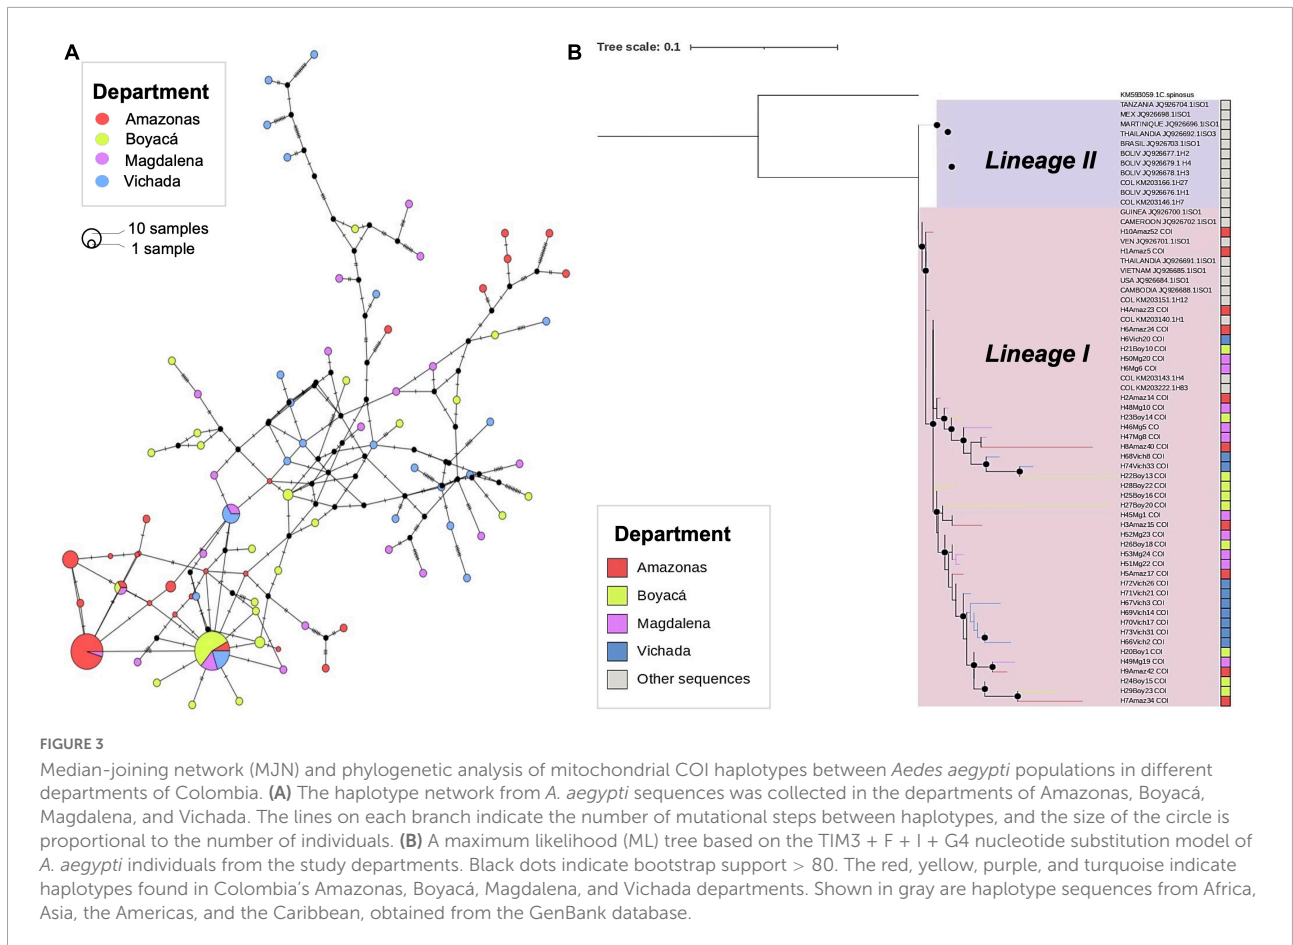 A
Department
Amazonas
Boyacá
Magdalena
Vichada
10 samples
1 sample
B
Tree scale: 0.1
KM593059.1C.spinosus
TANZANIA JQ926704.1ISO1
MEX JQ926698.1ISO1
MARTINIQUE JQ926696.1ISO1
THAILANDIA JQ926692.1ISO3
BRASIL JQ926703.1ISO1
BOLIV JQ926677.1H2
BOLIV JQ926679.1 H4
BOLIV JQ926678.1H3
COL KM203166.1H27
BOLIV JQ926676.1H1
COL KM203146.1H7
Lineage II
GUINEA JQ926700.1ISO1
CAMEROON JQ926702.1ISO1
H10Amaz52 COI
VEN JQ926701.1ISO1
H1Amaz5 COI
THAILANDIA JQ926691.1ISO1
VIETNAM JQ926685.1ISO1
USA JQ926684.1ISO1
CAMBODIA JQ926688.1ISO1
COL KM203151.1H12
H4Amaz23 COI
COL KM203140.1H1
H6Amaz24 COI
H6Vich20 COI
H21Boy10 COI
H50Mg20 COI
H6Mg6 COI
COL KM203143.1H4
COL KM203222.1H83
H2Amaz14 COI
H48Mg10 COI
H23Boy14 COI
H46Mg5 CO
H47Mg8 COI
H8Amaz40 COI
H68Vich8 COI
H74Vich33 COI
H22Boy13 COI
H28Boy22 COI
H25Boy16 COI
H27Boy20 COI
H45Mg1 COI
H3Amaz15 COI
H52Mg23 COI
H26Boy18 COI
H53Mg24 COI
H51Mg22 COI
H5Amaz17 COI
H72Vich26 COI
H71Vich21 COI
H67Vich3 COI
H69Vich14 COI
H70Vich17 COI
H73Vich31 COI
H66Vich2 COI
H20Boy1 COI
H49Mg19 COI
H9Amaz42 COI
H24Boy15 COI
H29Boy23 COI
H7Amaz34 COI
Lineage I
Department
Amazonas
Boyacá
Magdalena
Vichada
Other sequences
FIGURE 3
Median-joining network (MJN) and phylogenetic analysis of mitochondrial COI haplotypes between Aedes aegypti populations in different
departments of Colombia. (A) The haplotype network from A. aegypti sequences was collected in the departments of Amazonas, Boyacá,
Magdalena, and Vichada. The lines on each branch indicate the number of mutational steps between haplotypes, and the size of the circle is
proportional to the number of individuals. (B) A maximum likelihood (ML) tree based on the TIM3 + F + I + G4 nucleotide substitution model of
A. aegypti individuals from the study departments. Black dots indicate bootstrap support > 80. The red, yellow, purple, and turquoise indicate
haplotypes found in Colombia's Amazonas, Boyacá, Magdalena, and Vichada departments. Shown in gray are haplotype sequences from Africa,
Asia, the Americas, and the Caribbean, obtained from the GenBank database.